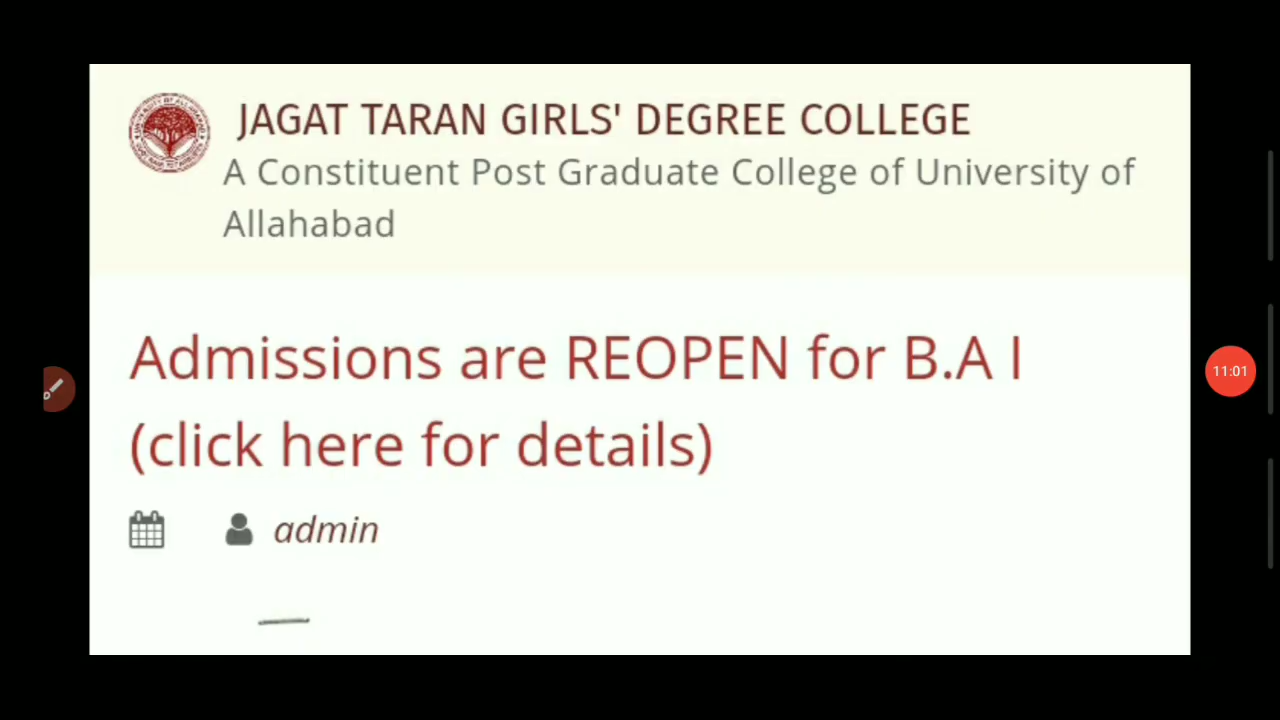 JAGAT TARAN GIRLS' DEGREE COLLEGE
A Constituent Post Graduate College of University of
Allahabad
Admissions are REOPEN for B.A I
(click here for details)
admin
11:01